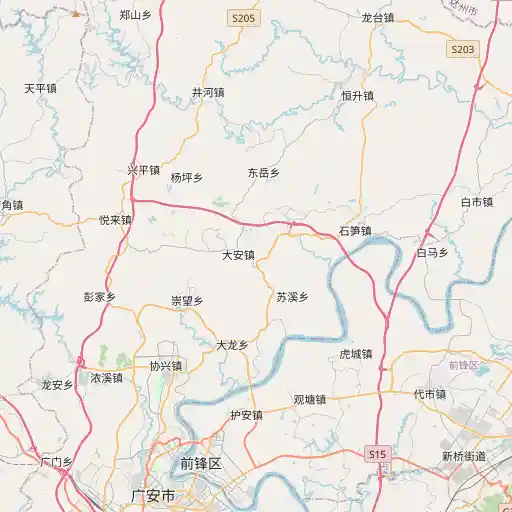 郑山乡
S205
龙台镇
达州市
S203
天平镇
井河镇
恒升镇
兴平镇
杨坪乡
东岳乡
角镇
悦来镇
石笋镇
白市镇
大安镇
白马乡
彭家乡
崇望乡
苏溪乡
大龙乡
虎城镇
龙安乡
浓溪镇
协兴镇
前锋区
观塘镇
代市镇
护安镇
广门乡
前锋区
S15
新桥街道
广安市